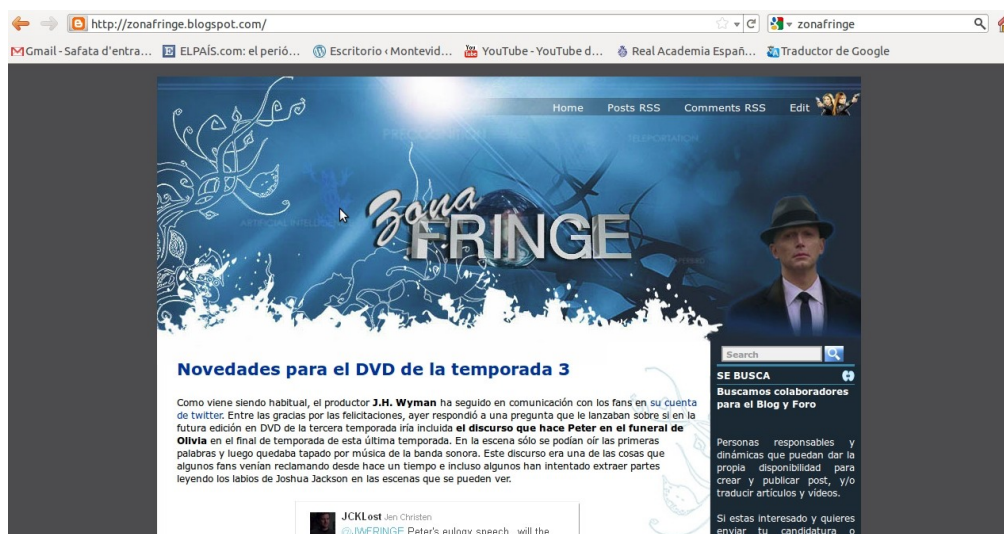 http://zonafringe.blogspot.com/
zonafringe
Gmail - Safata d'entra...
ELPAÍS.com: el perió...
Escritorio ‹ Montevid...
YouTube - YouTube d...
Real Academia Españ...
Traductor de Google
Home Posts RSS Comments RSS Edit
PRECOGNITION
TELEPORTATION
ARTIFICIAL INTELLIGENCE
Zona
FRINGE
Search
Novedades para el DVD de la temporada 3
Como viene siendo habitual, el productor J.H. Wyman ha seguido en comunicación con los fans en su cuenta
de twitter. Entre las gracias por las felicitaciones, ayer respondió a una pregunta que le lanzaban sobre si en la
futura edición en DVD de la tercera temporada iría incluida el discurso que hace Peter en el funeral de
Olivia en el final de temporada de esta última temporada. En la escena sólo se podían oír las primeras
palabras y luego quedaba tapado por música de la banda sonora. Este discurso era una de las cosas que
algunos fans venían reclamando desde hace un tiempo e incluso algunos han intentado extraer partes
leyendo los labios de Joshua Jackson en las escenas que se pueden ver.
JCKLost Jen Christen
@JWFRINGE Peter's eulogy speech.. will the
SE BUSCA
Buscamos colaboradores
para el Blog y Foro
Personas responsables y
dinámicas que puedan dar la
propia disponibilidad para
crear y publicar post, y/o
traducir artículos y vídeos.
Si estas interesado y quieres
enviar tu candidatura o